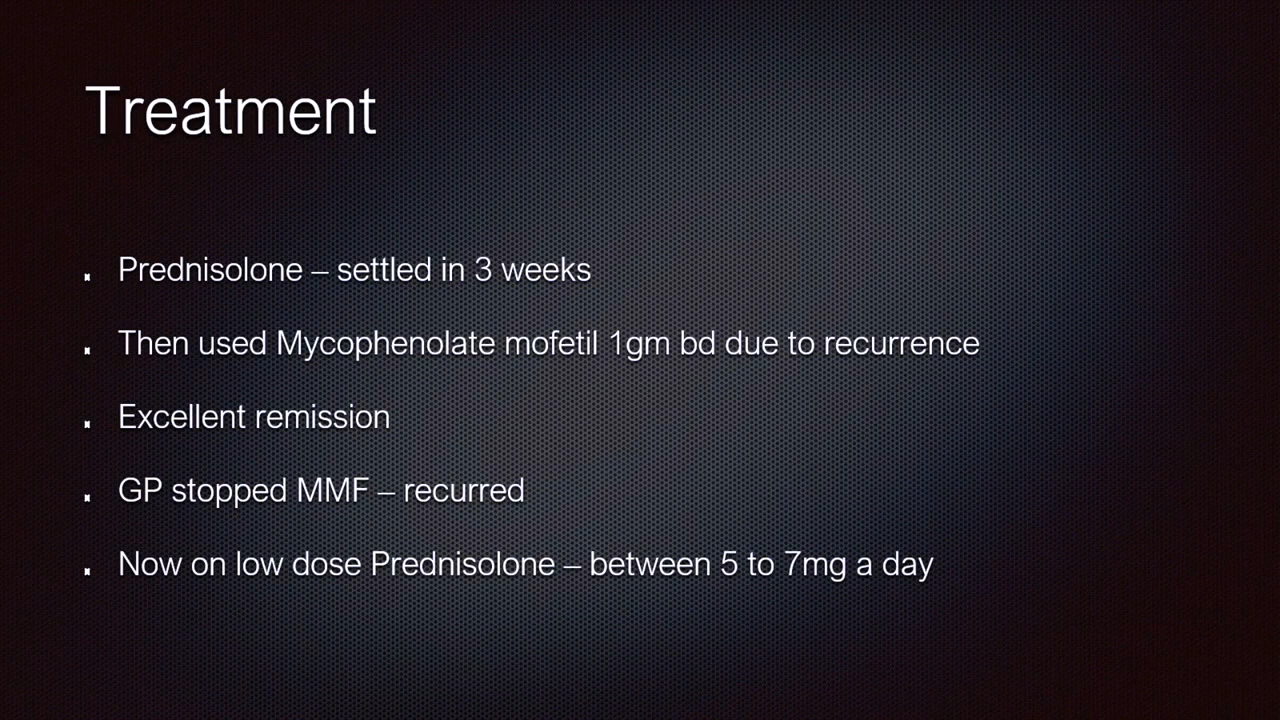 Treatment
Prednisolone – settled in 3 weeks
Then used Mycophenolate mofetil 1gm bd due to recurrence
Excellent remission
GP stopped MMF – recurred
Now on low dose Prednisolone – between 5 to 7mg a day